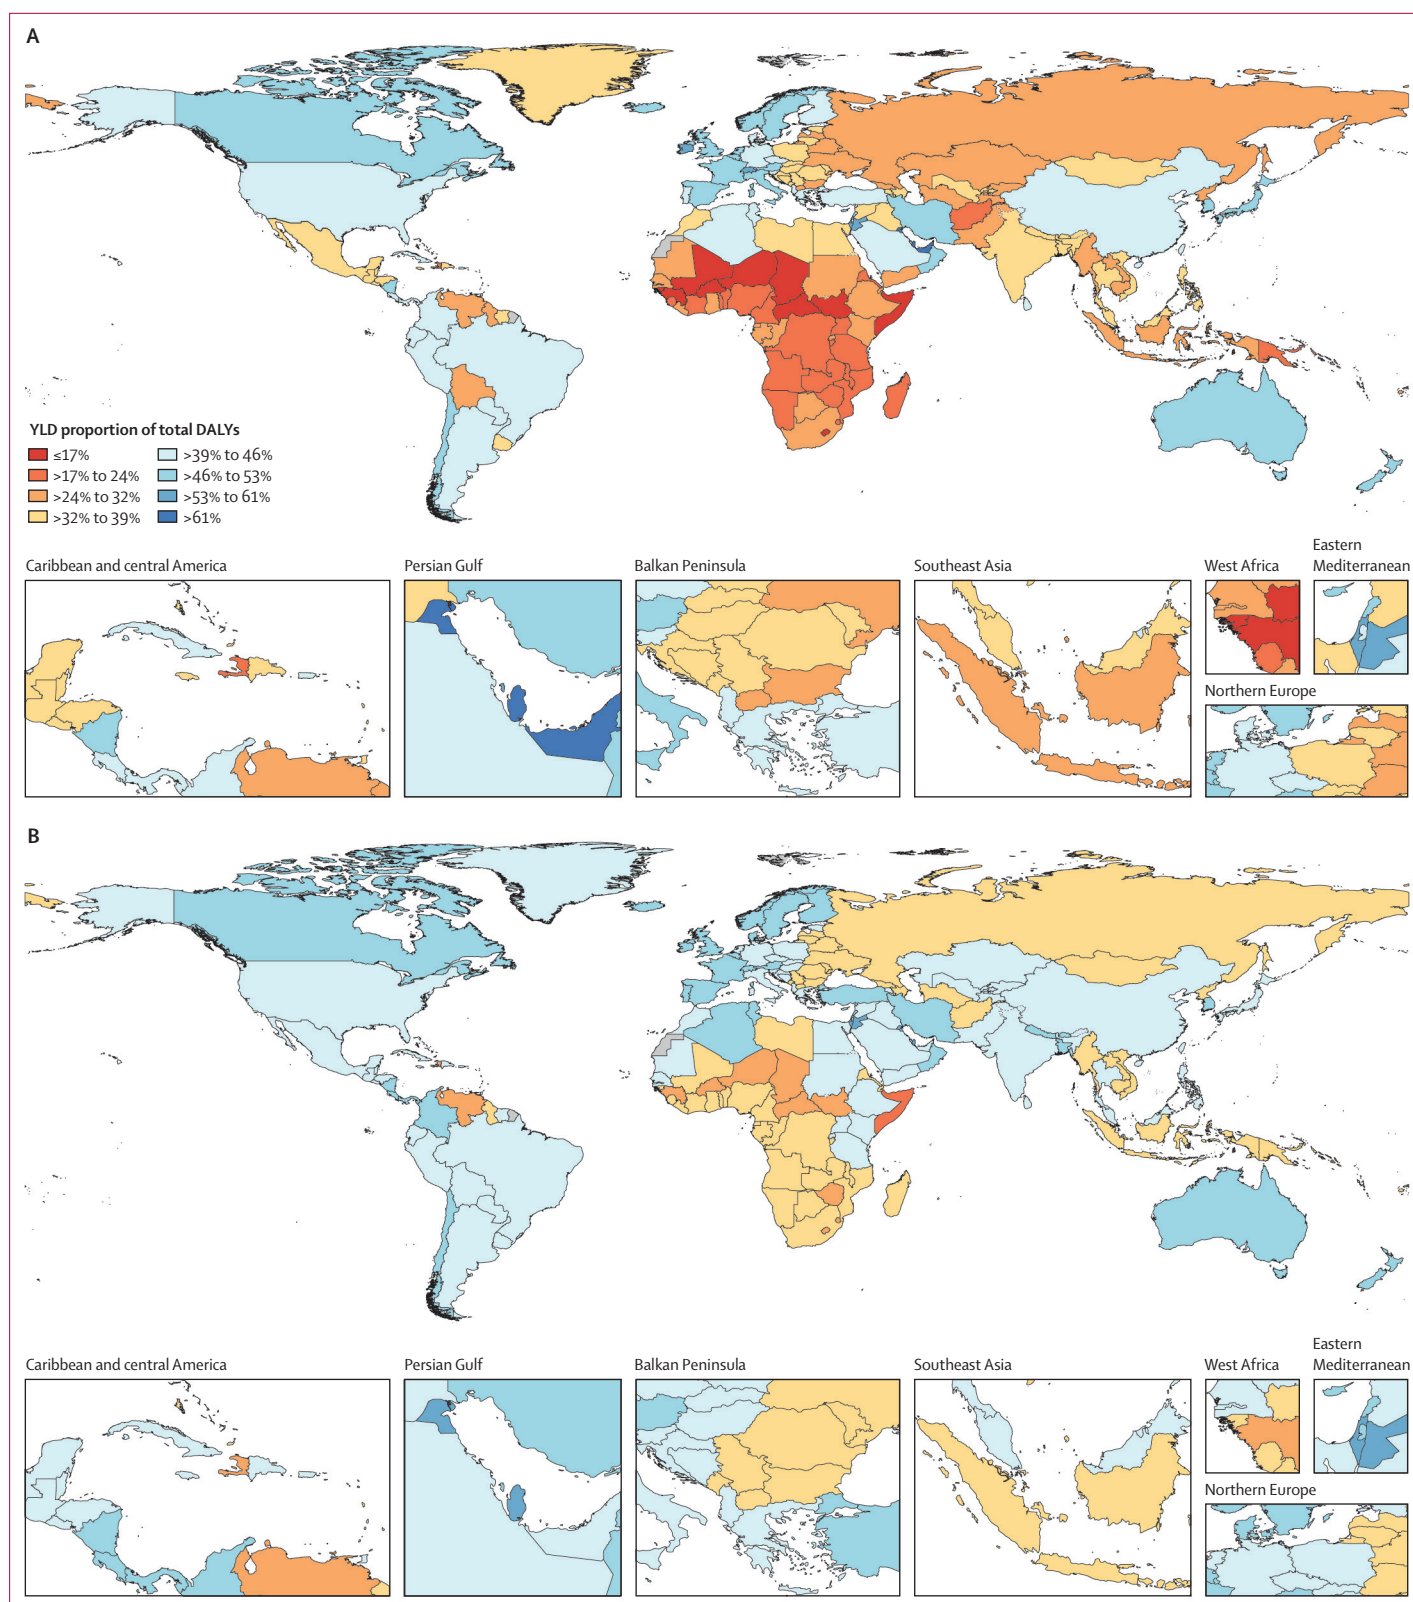 A
YLD proportion of total DALYs
≤17%
>17% to 24%
>24% to 32%
>32% to 39%
>39% to 46%
>46% to 53%
>53% to 61%
>61%
Caribbean and central America
Persian Gulf
Balkan Peninsula
Southeast Asia
West Africa
Eastern
Mediterranean
Northern Europe
B
Caribbean and central America
Persian Gulf
Balkan Peninsula
Southeast Asia
West Africa
Eastern
Mediterranean
Northern Europe